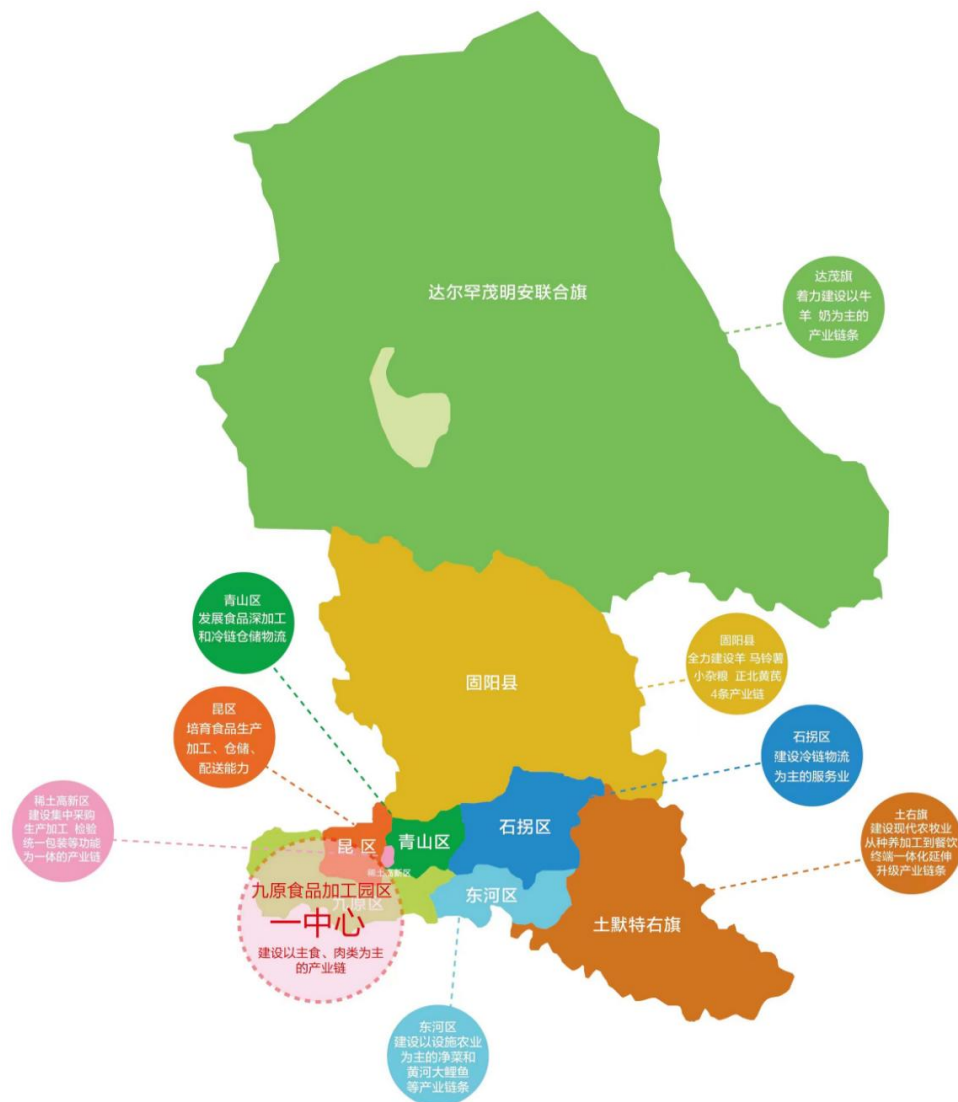 达尔罕茂明安联合旗
达茂旗
着力建设以牛
羊 奶为主的
产业链条
青山区
发展食品深加工
和冷链仓储物流
固阳县
固阳县
全力建设羊 马铃薯
小杂粮 正北黄芪
4条产业链
昆区
培育食品生产
加工、仓储、
配送能力
石拐区
建设冷链物流
为主的服务业
稀土高新区
建设集中采购
生产加工 检验
统一包装等功能
为一体的产业链
昆 区
青山区
石拐区
土右旗
建设现代农牧业
从种养加工到餐饮
终端一体化延伸
升级产业链条
稀土高新区
九原区
九原食品加工园区
一中心
建设以主食、肉类为主
的产业链
东河区
土默特右旗
东河区
建设以设施农业
为主的净菜和
黄河大鲤鱼
等产业链条